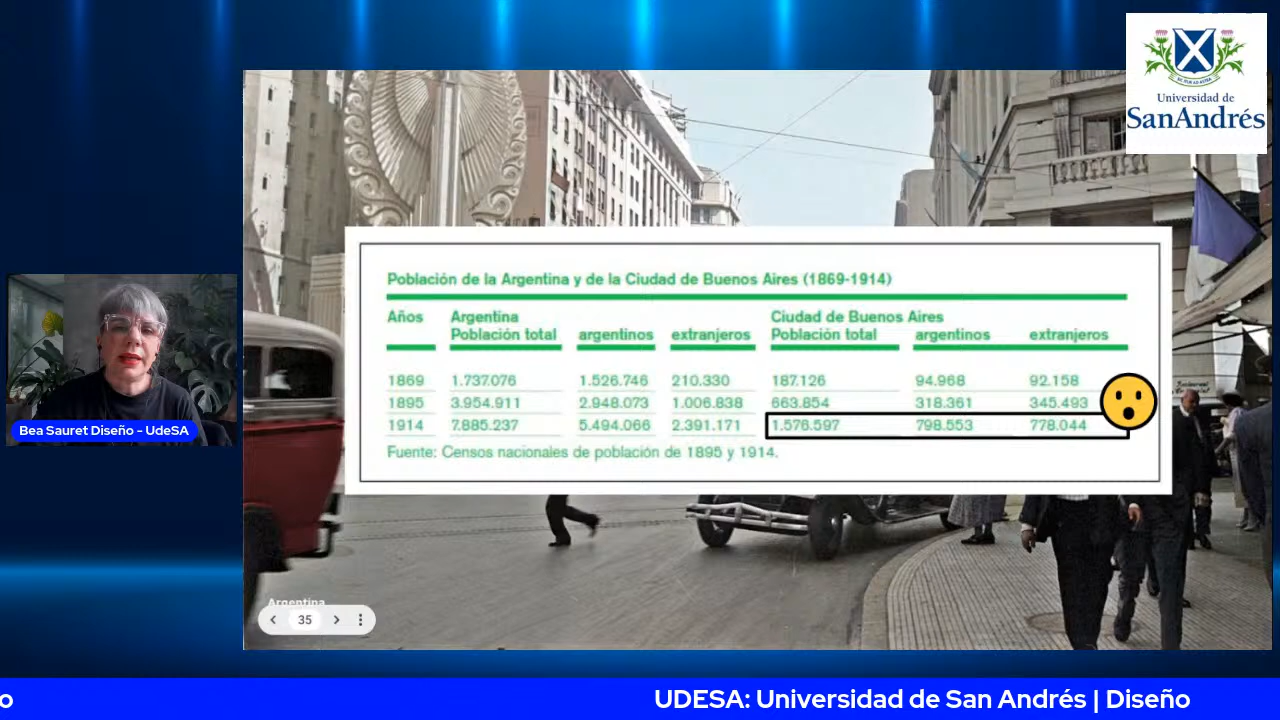 Universidad de
SanAndrés
Población de la Argentina y de la Ciudad de Buenos Aires (1869-1914)
Años Argentina Ciudad de Buenos Aires
Población total argentinos extranjeros Población total argentinos extranjeros
1869 1.737.076 1.526.746 210.330 187.126 94.968 92.158
1895 3.954.911 2.948.073 1.006.838 663.854 318.361 345.493
1914 7.885.237 5.494.066 2.391.171 1.576.597 798.553 778.044
Fuente: Censos nacionales de población de 1895 y 1914.
Bea Sauret Diseño - UdeSA
Argentina
35
o UDESA: Universidad de San Andrés | Diseño